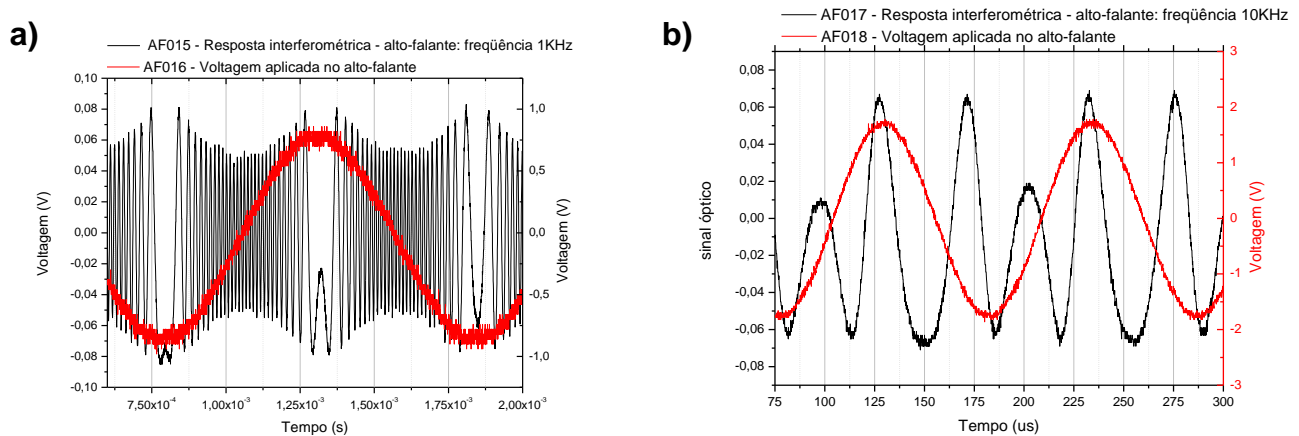 a)
AF015 - Resposta interferométrica - alto-falante: freqüência 1KHz
AF016 - Voltagem aplicada no alto-falante
0,10
0,08
0,06
0,04
0,02
0,00
-0,02
-0,04
-0,06
-0,08
-0,10
Voltagem (V)
1,0
0,5
0,0
-0,5
-1,0
Voltagem (V)
7,50x10⁻⁴ 1,00x10⁻³ 1,25x10⁻³ 1,50x10⁻³ 1,75x10⁻³ 2,00x10⁻³
Tempo (s)
b)
AF017 - Resposta interferométrica - alto-falante: freqüência 10KHz
AF018 - Voltagem aplicada no alto-falante
0,08
0,06
0,04
0,02
0,00
-0,02
-0,04
-0,06
-0,08
sinal óptico
3
2
1
0
-1
-2
-3
Voltagem (V)
75 100 125 150 175 200 225 250 275 300
Tempo (us)